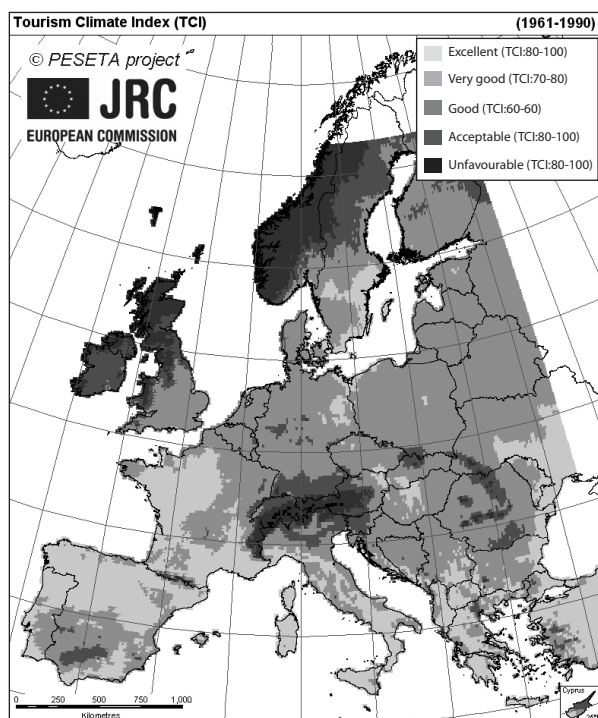 Tourism Climate Index (TCI) (1961-1990)
© PESETA project
JRC
EUROPEAN COMMISSION
Excellent (TCI:80-100)
Very good (TCI:70-80)
Good (TCI:60-60)
Acceptable (TCI:80-100)
Unfavourable (TCI:80-100)
0 250 500 750 1,000
Kilometres
Cyprus